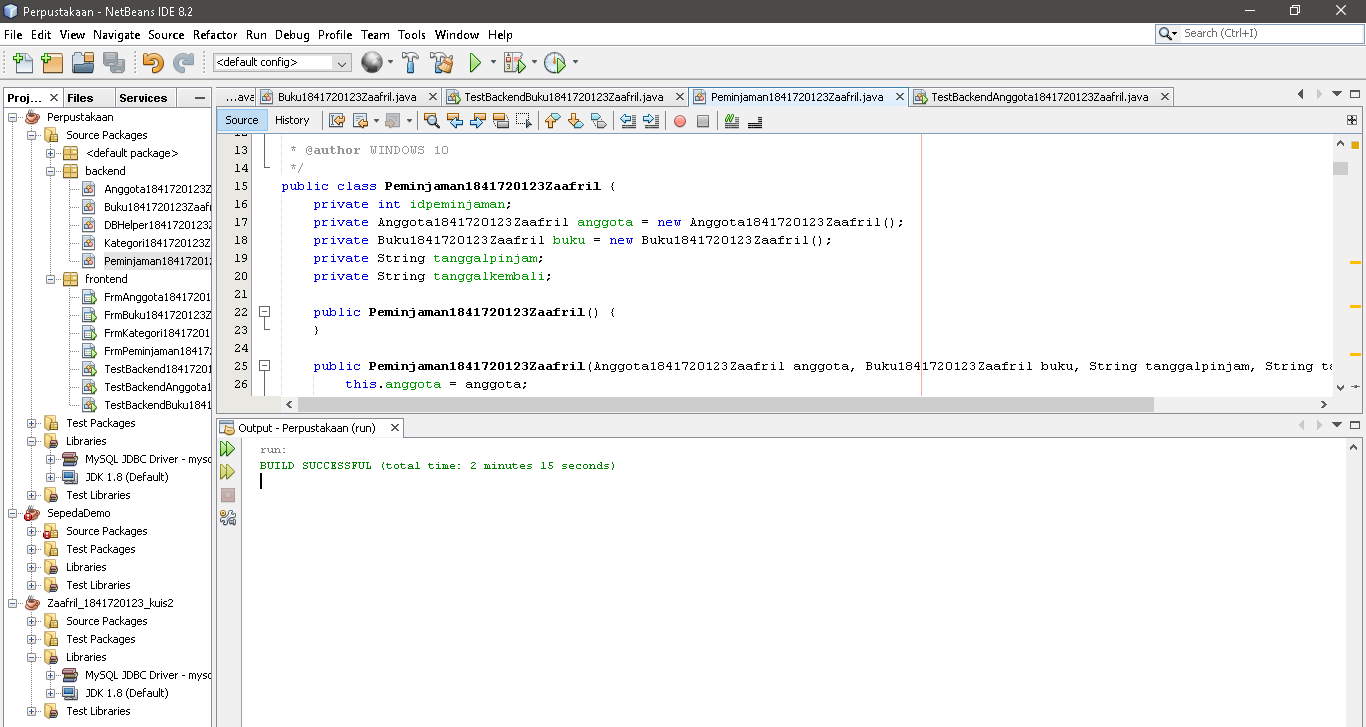 Perpustakaan - NetBeans IDE 8.2
File Edit View Navigate Source Refactor Run Debug Profile Team Tools Window Help
Search (Ctrl+I)
<default config>
Proj... Files Services
Perpustakaan
Source Packages
<default package>
backend
Anggota1841720123Z
Buku1841720123Zaafr
DBHelper1841720123
Kategori1841720123Z
Peminjaman184172012
frontend
FrmAnggota18417201
FrmBuku1841720123Z
FrmKategori1841720
FrmPeminjaman18417
TestBackend1841720
TestBackendAnggota1
TestBackendBuku1841
Test Packages
Libraries
MySQL JDBC Driver - mysq
JDK 1.8 (Default)
Test Libraries
SepedaDemo
Source Packages
Test Packages
Libraries
Test Libraries
Zaafril_1841720123_kuis2
Source Packages
Test Packages
Libraries
MySQL JDBC Driver - mysq
JDK 1.8 (Default)
Test Libraries
...ava Buku1841720123Zaafril.java TestBackendBuku1841720123Zaafril.java Peminjaman1841720123Zaafril.java TestBackendAnggota1841720123Zaafril.java
Source History
13 * @author WINDOWS 10
14 */
15 public class Peminjaman1841720123Zaafril {
16 private int idpeminjaman;
17 private Anggota1841720123Zaafril anggota = new Anggota1841720123Zaafril();
18 private Buku1841720123Zaafril buku = new Buku1841720123Zaafril();
19 private String tanggalpinjam;
20 private String tanggalkembali;
21
22 public Peminjaman1841720123Zaafril() {
23 }
24
25 public Peminjaman1841720123Zaafril(Anggota1841720123Zaafril anggota, Buku1841720123Zaafril buku, String tanggalpinjam, String ta
26 this.anggota = anggota;
Output - Perpustakaan (run)
run:
BUILD SUCCESSFUL (total time: 2 minutes 15 seconds)